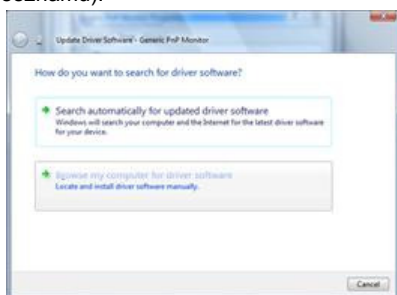 Update Driver Software - Generic PnP Monitor
How do you want to search for driver software?
Search automatically for updated driver software
Windows will search your computer and the Internet for the latest driver software
for your device.
Browse my computer for driver software
Locate and install driver software manually.
Cancel